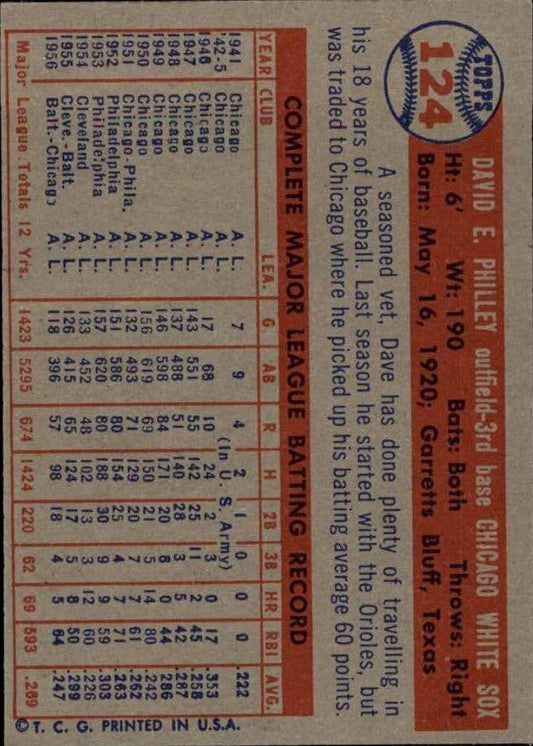 TOPPS
124
DAVID E. PHILLEY outfield-3rd base CHICAGO WHITE SOX
Ht: 6' Wt: 190 Bats: Both Throws: Right
Born: May 16, 1920; Garretts Bluff, Texas
A seasoned vet, Dave has done plenty of travelling in
his 18 years of baseball. Last season he started with the Orioles, but
was traded to Chicago where he picked up his batting average 60 points.
COMPLETE MAJOR LEAGUE BATTING RECORD
YEAR CLUB LEA. G AB R H 2B 3B HR RBI AVG.
1941 Chicago A. L. 7 9 4 2 1 0 0 0 .222
'42-5 Chicago A. L. (In U. S. Army)
1946 Chicago A. L. 17 68 10 24 2 3 0 17 .353
1947 Chicago A. L. 143 551 55 142 25 11 2 45 .258
1948 Chicago A. L. 137 488 51 140 28 3 5 42 .287
1949 Chicago A. L. 146 598 84 171 20 8 0 44 .286
1950 Chicago A. L. 156 619 69 150 21 5 14 80 .242
1951 Chicago-Phila. A. L. 132 493 71 129 20 7 7 61 .262
1952 Philadelphia A. L. 151 586 80 154 25 4 7 71 .263
1953 Philadelphia A. L. 157 620 80 188 30 9 9 59 .303
1954 Cleveland A. L. 133 452 48 102 13 3 12 60 .226
1955 Cleve.-Balt. A. L. 126 415 65 124 17 4 8 50 .299
1956 Balt.-Chicago A. L. 118 396 57 98 18 5 5 64 .247
Major League Totals 12 Yrs. 1423 5295 674 1424 220 62 69 593 .269
© T. C. G. PRINTED IN U.S.A.